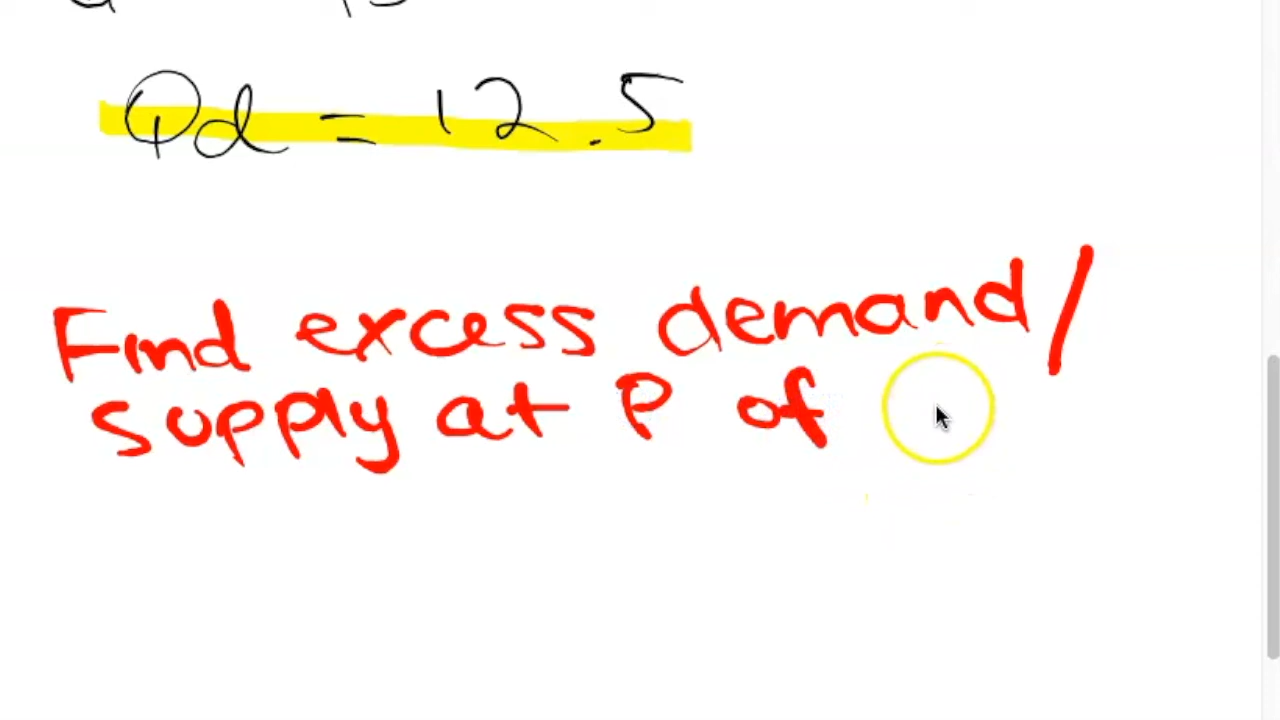 Qd = 12.5
Find excess demand/
supply at P of